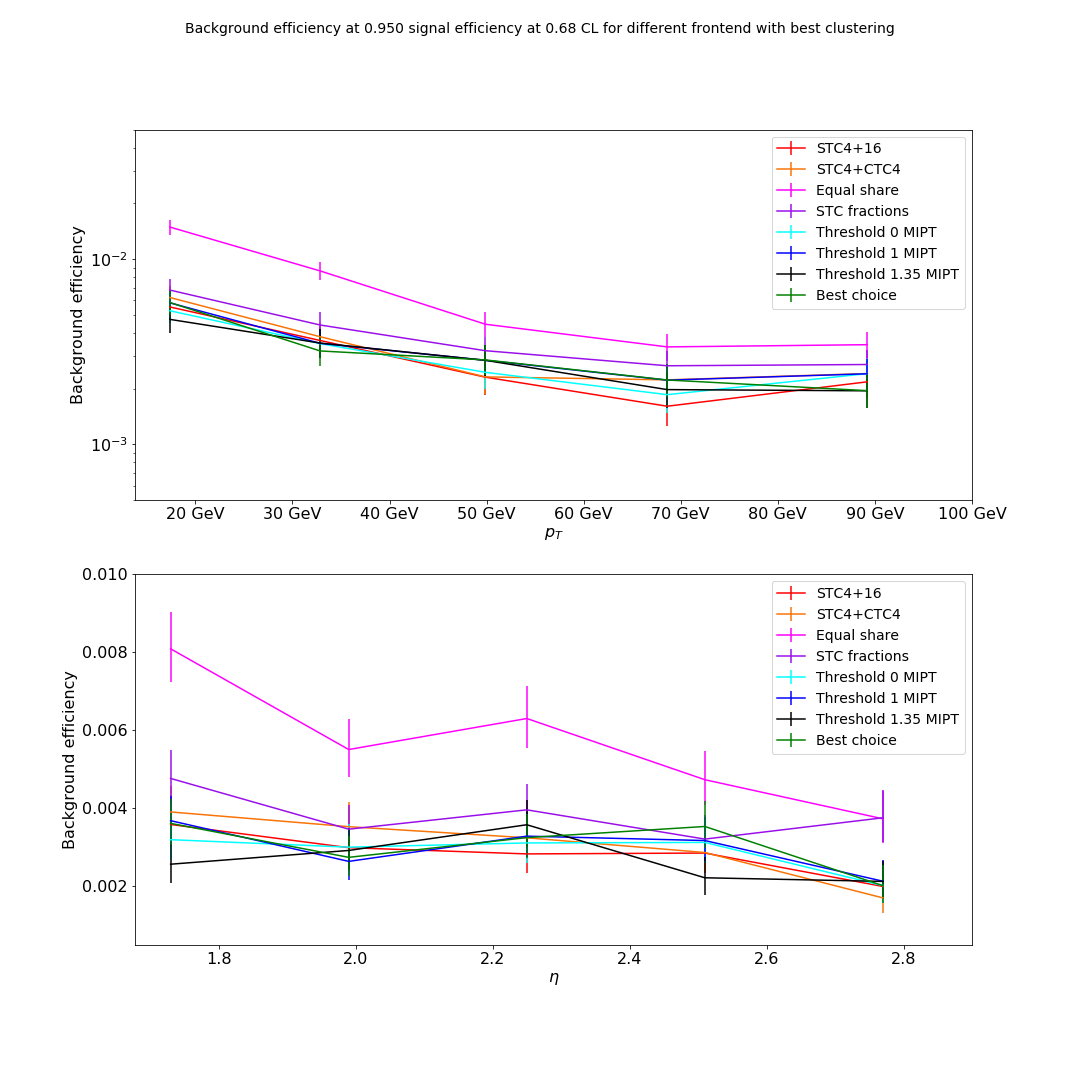 Background efficiency at 0.950 signal efficiency at 0.68 CL for different frontend with best clustering
STC4+16
STC4+CTC4
Equal share
STC fractions
Threshold 0 MIPT
Threshold 1 MIPT
Threshold 1.35 MIPT
Best choice
Background efficiency
10⁻²
10⁻³
20 GeV 30 GeV 40 GeV 50 GeV 60 GeV 70 GeV 80 GeV 90 GeV 100 GeV
p_T
0.010
0.008
0.006
0.004
0.002
Background efficiency
STC4+16
STC4+CTC4
Equal share
STC fractions
Threshold 0 MIPT
Threshold 1 MIPT
Threshold 1.35 MIPT
Best choice
1.8 2.0 2.2 2.4 2.6 2.8
η